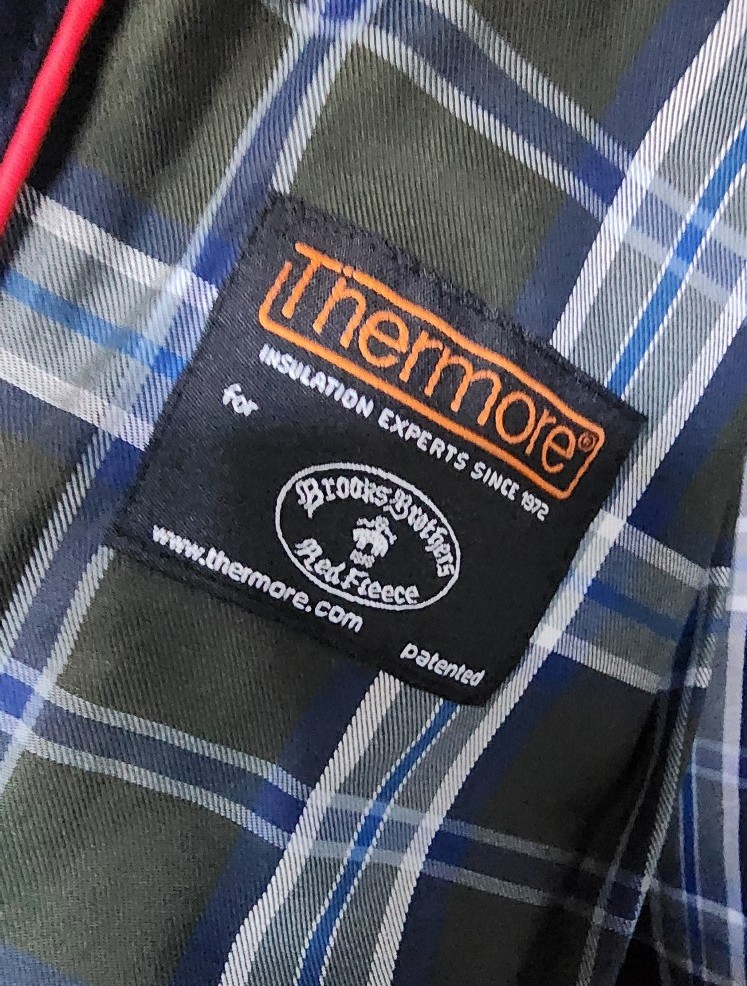 Thermore®
INSULATION EXPERTS SINCE 1972
for
Brooks Brothers
Red Fleece
www.thermore.com
patented